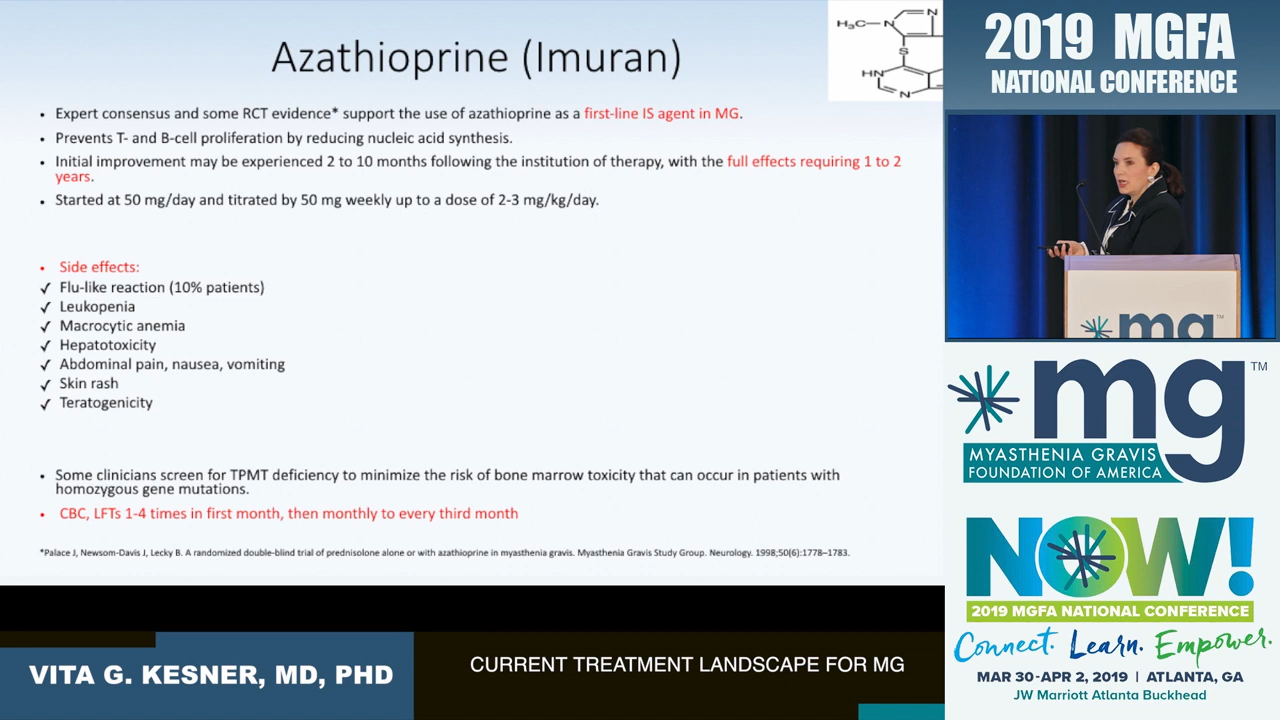 Azathioprine (Imuran)
H₃C
N
N
S
HN
N
• Expert consensus and some RCT evidence* support the use of azathioprine as a first-line IS agent in MG.
• Prevents T- and B-cell proliferation by reducing nucleic acid synthesis.
• Initial improvement may be experienced 2 to 10 months following the institution of therapy, with the full effects requiring 1 to 2
years.
• Started at 50 mg/day and titrated by 50 mg weekly up to a dose of 2-3 mg/kg/day.
• Side effects:
✓ Flu-like reaction (10% patients)
✓ Leukopenia
✓ Macrocytic anemia
✓ Hepatotoxicity
✓ Abdominal pain, nausea, vomiting
✓ Skin rash
✓ Teratogenicity
• Some clinicians screen for TPMT deficiency to minimize the risk of bone marrow toxicity that can occur in patients with
homozygous gene mutations.
• CBC, LFTs 1-4 times in first month, then monthly to every third month
*Palace J, Newsom-Davis J, Lecky B. A randomized double-blind trial of prednisolone alone or with azathioprine in myasthenia gravis. Myasthenia Gravis Study Group. Neurology. 1998;50(6):1778–1783.
VITA G. KESNER, MD, PHD
CURRENT TREATMENT LANDSCAPE FOR MG
2019 MGFA
NATIONAL CONFERENCE
mg™
mg™
MYASTHENIA GRAVIS
FOUNDATION OF AMERICA
NOW!
2019 MGFA NATIONAL CONFERENCE
Connect. Learn. Empower.
MAR 30-APR 2, 2019 | ATLANTA, GA
JW Marriott Atlanta Buckhead